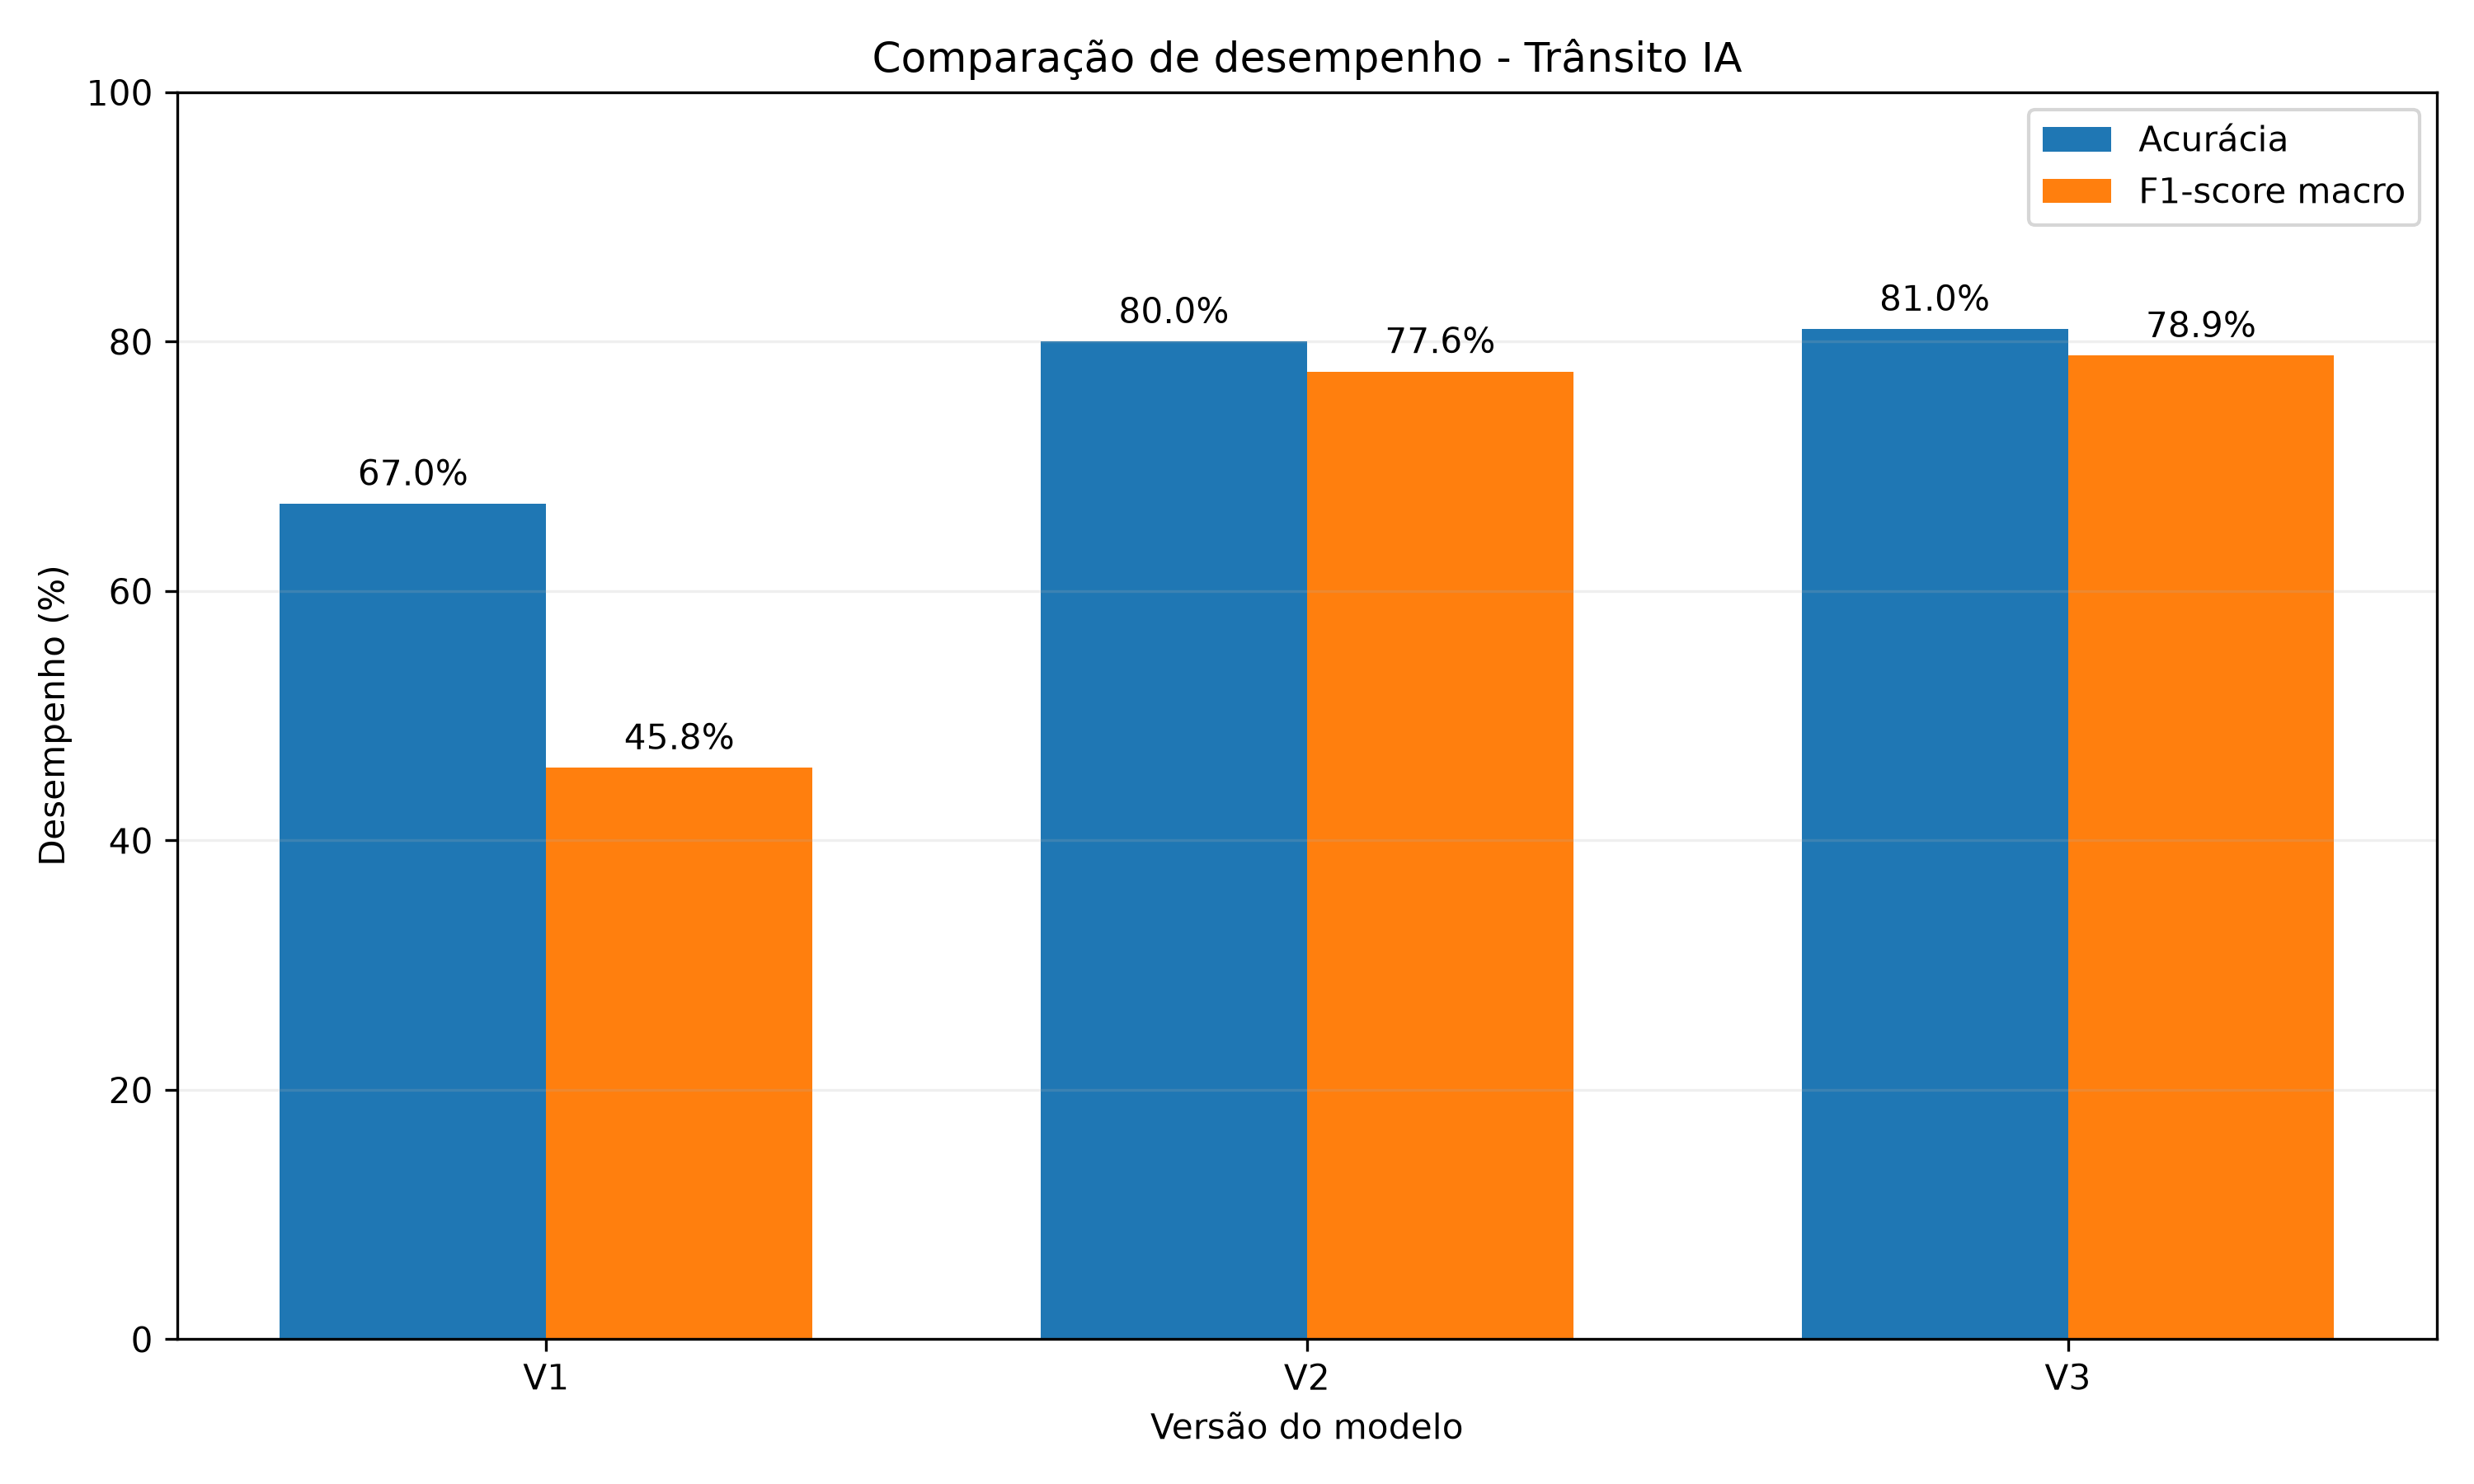 Comparação de desempenho - Trânsito IA
Acurácia
F1-score macro
Desempenho (%)
100
80
60
40
20
0
67.0%
45.8%
80.0%
77.6%
81.0%
78.9%
V1
V2
V3
Versão do modelo